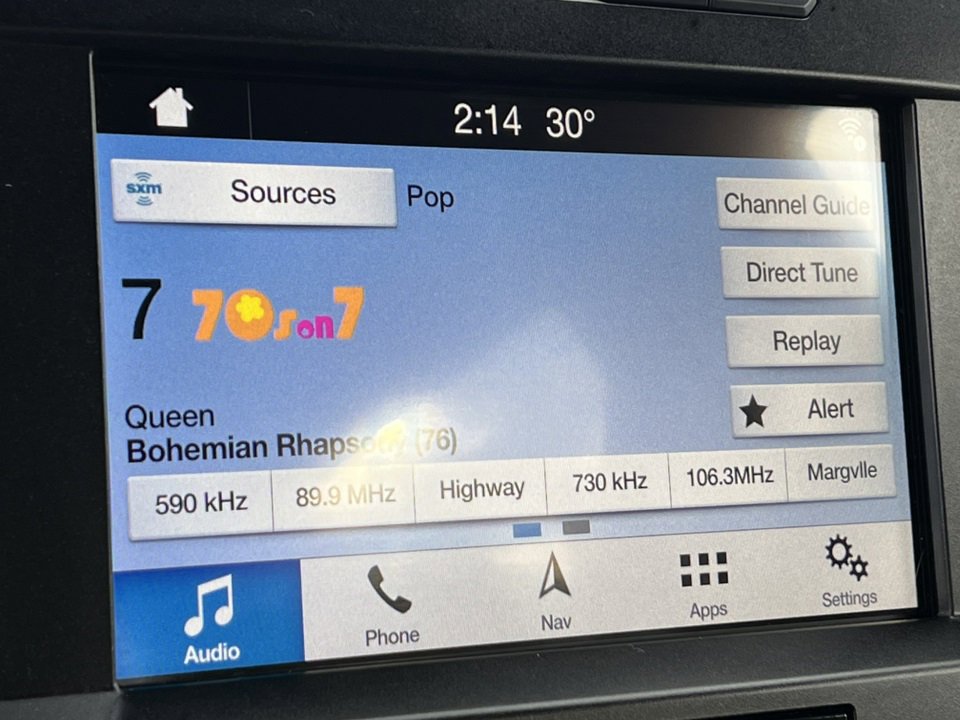 2:14 30°
sxm Sources Pop Channel Guide
Direct Tune
7 70s on 7
Replay
Alert
Queen
Bohemian Rhapsody (76)
590 kHz 89.9 MHz Highway 730 kHz 106.3MHz Margvlle
Audio Phone Nav Apps Settings